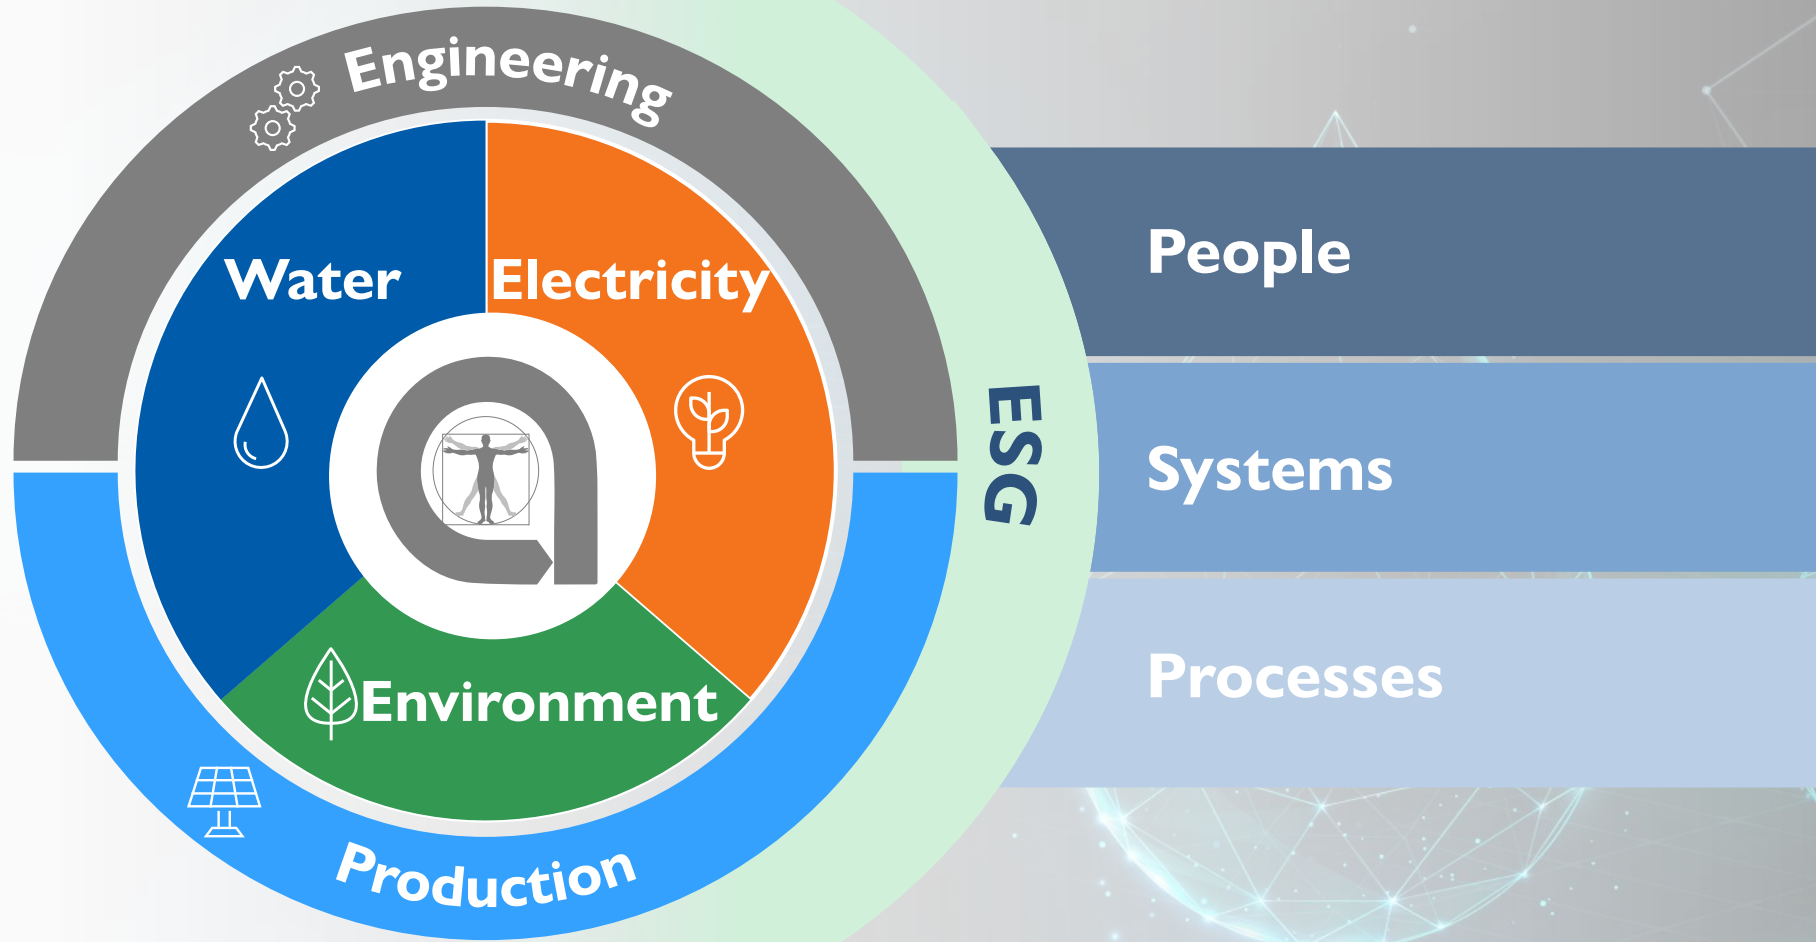 Engineering
Water
Electricity
Environment
Production
ESG
People
Systems
Processes